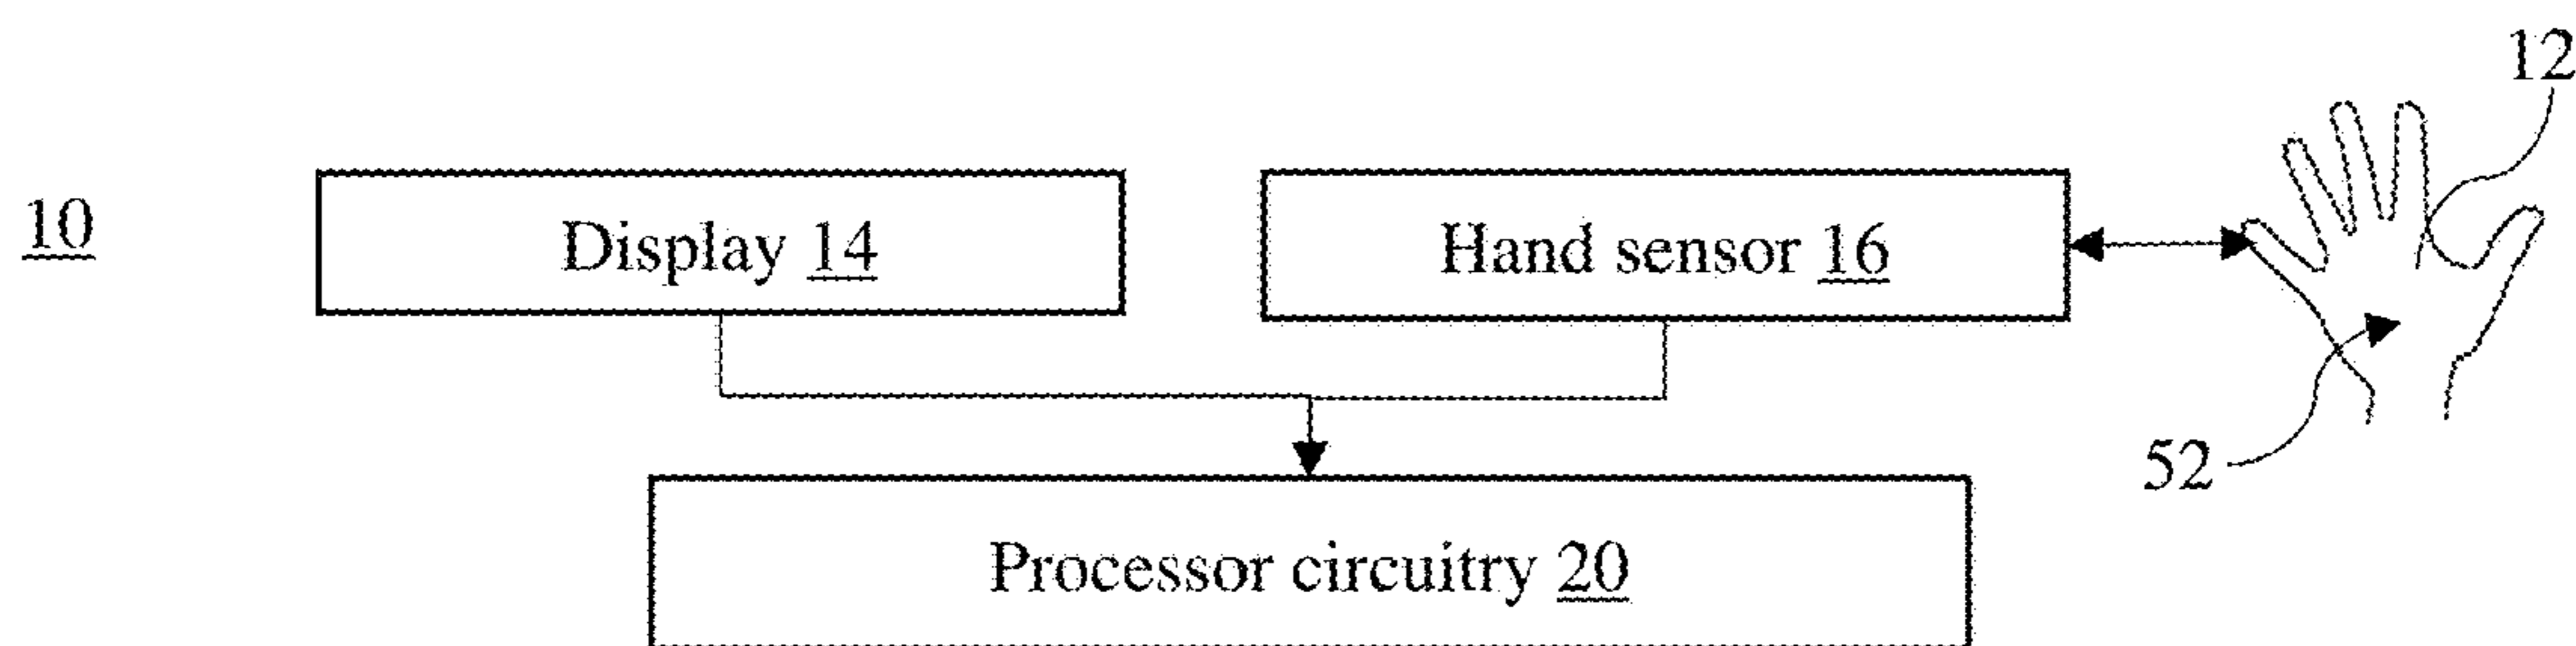 12
10
Display 14
Hand sensor 16
52
Processor circuitry 20